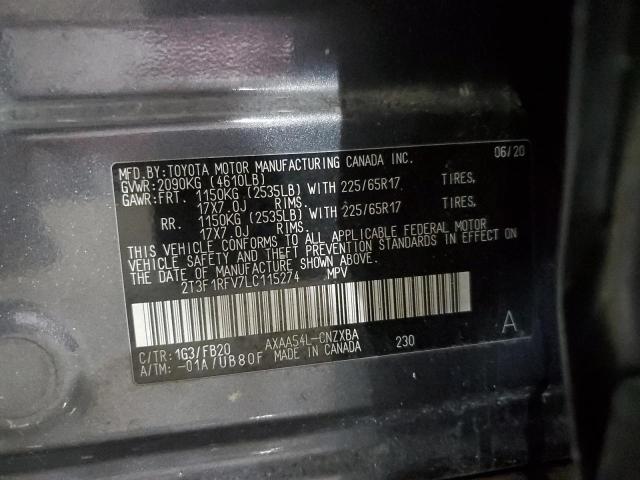 MFD.BY:TOYOTA MOTOR MANUFACTURING CANADA INC. 06/20
GVWR:2090KG (4610LB)
GAWR:FRT. 1150KG (2535LB) WITH 225/65R17 TIRES,
17X7.0J RIMS.
RR. 1150KG (2535LB) WITH 225/65R17 TIRES,
17X7.0J RIMS.
THIS VEHICLE CONFORMS TO ALL APPLICABLE FEDERAL MOTOR
VEHICLE SAFETY AND THEFT PREVENTION STANDARDS IN EFFECT ON
THE DATE OF MANUFACTURE SHOWN ABOVE.
2T3F1RFV7LC115274 MPV
C/TR: 1G3/FB20 AXAA54L-CNZXBA 230 A
A/TM: -01A/UB80F MADE IN CANADA